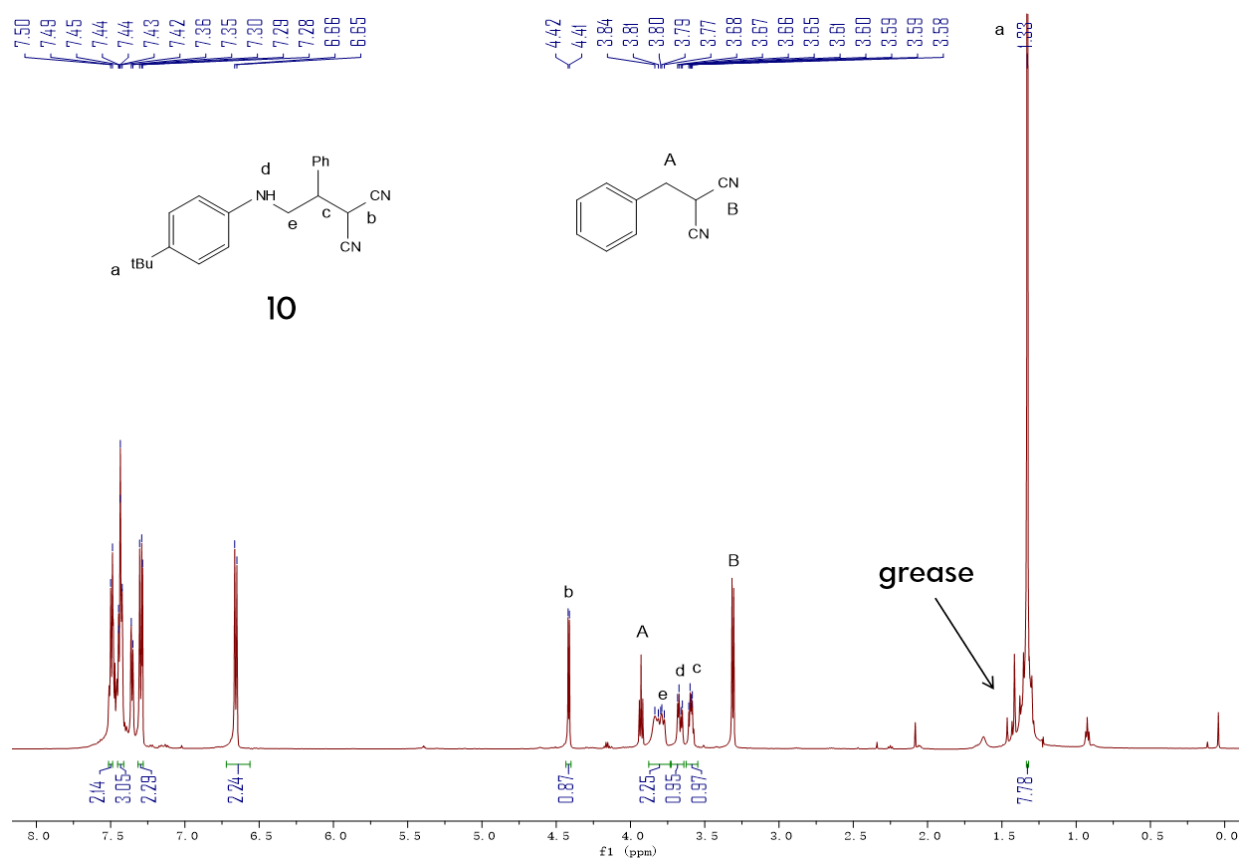 7.50 7.49 7.45 7.44 7.44 7.43 7.42 7.36 7.35 7.30 7.29 7.28 6.66 6.65 4.42 4.41 3.84 3.81 3.80 3.79 3.77 3.68 3.67 3.66 3.65 3.61 3.60 3.59 3.59 3.58 1.33
a
Ph
d
NH
CN
c
b
e
CN
a
tBu
10
A
CN
B
CN
grease
b
A
e
d
c
B
2.14 3.05 2.29 2.24 0.87 2.25 0.95 0.97 7.78
8.0 7.5 7.0 6.5 6.0 5.5 5.0 4.5 4.0 3.5 3.0 2.5 2.0 1.5 1.0 0.5 0.0
f1 (ppm)